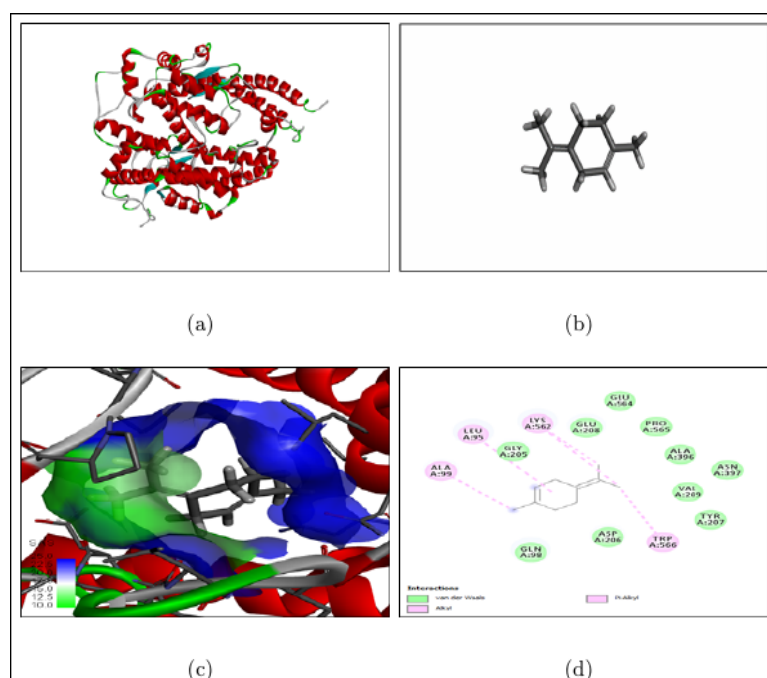 (a)
(b)
12.5
10.0
(c)
GLU
A:564
LYS
A:562
GLU
A:208
PRO
A:565
LEU
A:95
GLY
A:205
ALA
A:396
ALA
A:99
ASN
A:397
VAL
A:209
TYR
A:207
ASP
A:206
TRP
A:566
GLN
A:98
Interactions
van der Waals
Pi-Alkyl
Alkyl
(d)